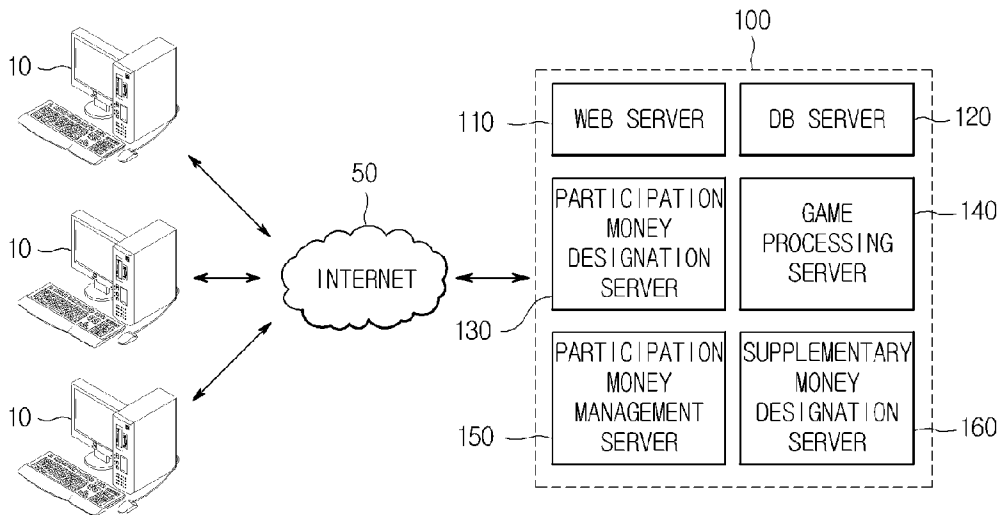 100
10
110
WEB SERVER
DB SERVER
120
50
PARTICIPATION
MONEY
DESIGNATION
SERVER
130
GAME
PROCESSING
SERVER
140
10
INTERNET
10
PARTICIPATION
MONEY
MANAGEMENT
SERVER
150
SUPPLEMENTARY
MONEY
DESIGNATION
SERVER
160